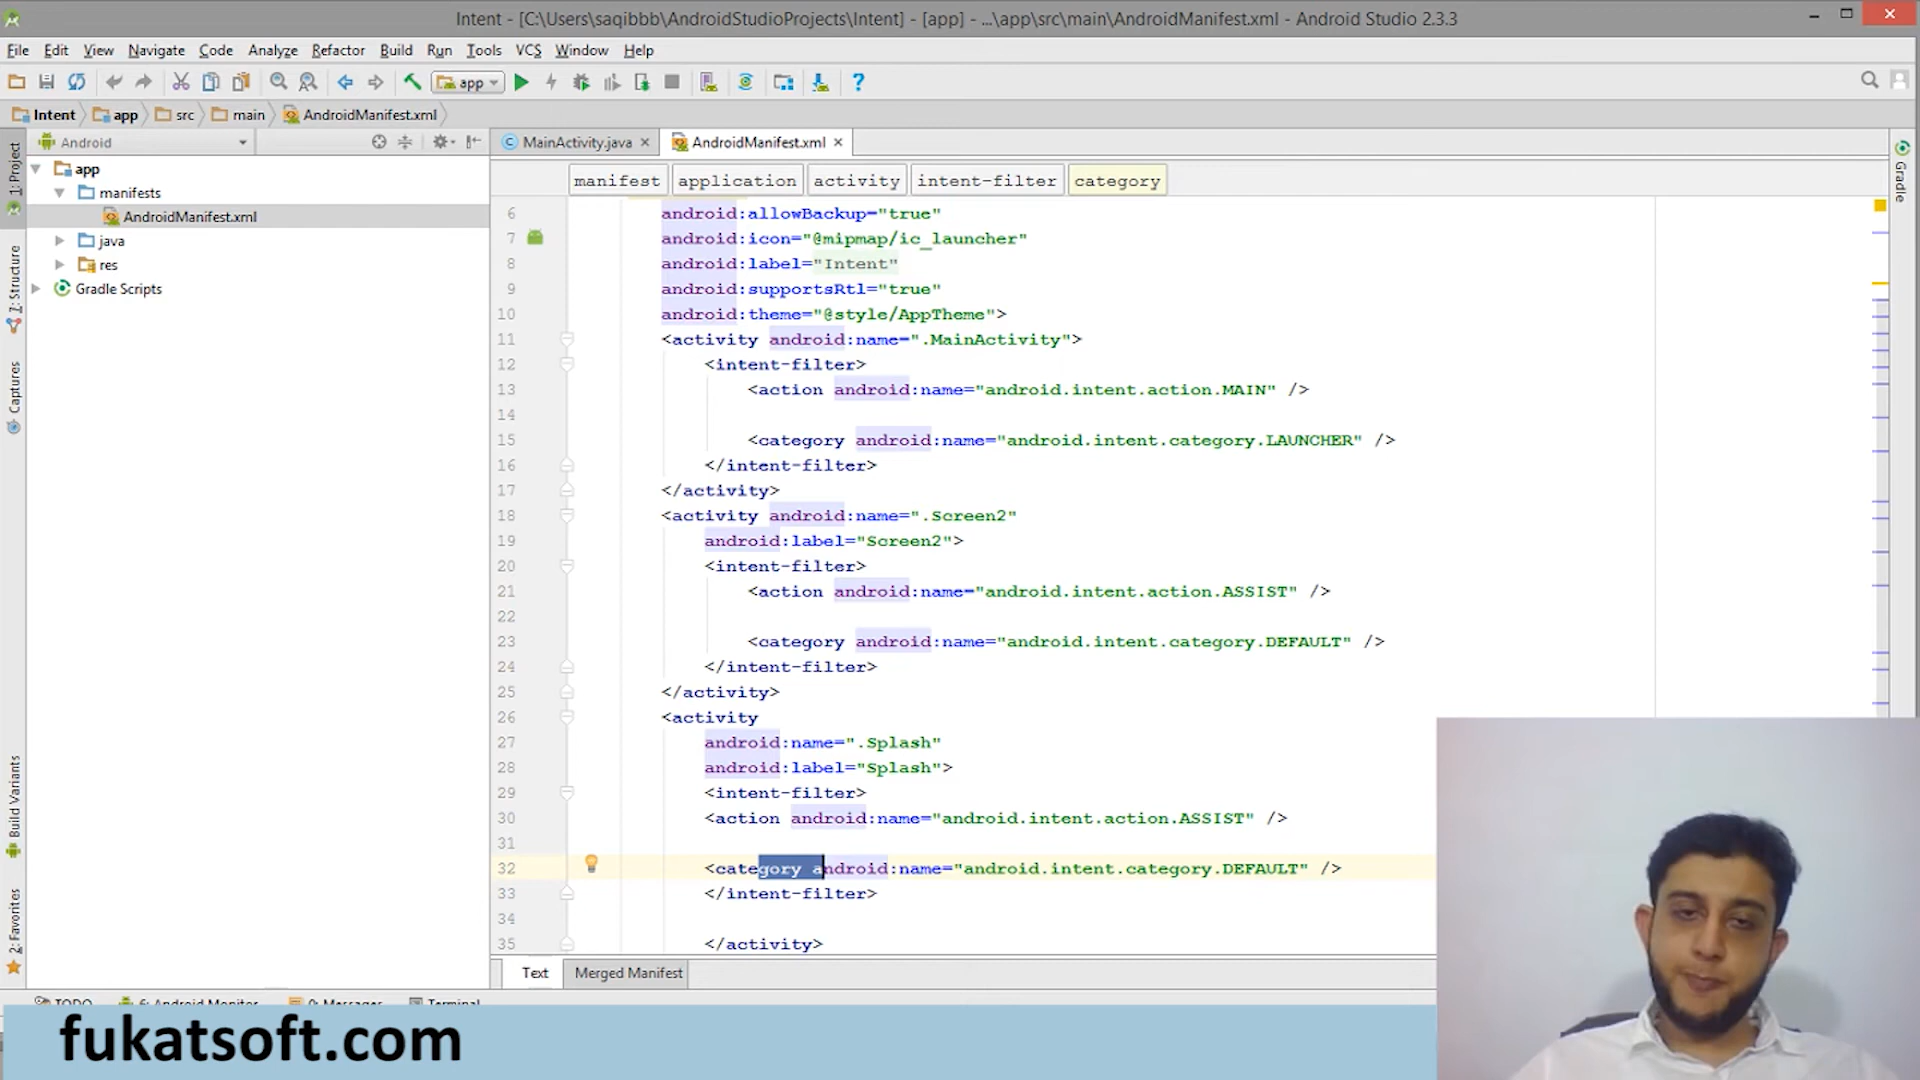 Intent - [C:\Users\saqibbb\AndroidStudioProjects\Intent] - [app] - ...\app\src\main\AndroidManifest.xml - Android Studio 2.3.3
File Edit View Navigate Code Analyze Refactor Build Run Tools VCS Window Help
app
Intent app src main AndroidManifest.xml
Android
MainActivity.java AndroidManifest.xml
1: Project
7: Structure
Captures
Build Variants
2: Favorites
Gradle
app
manifests
AndroidManifest.xml
java
res
Gradle Scripts
manifest application activity intent-filter category
6 android:allowBackup="true"
7 android:icon="@mipmap/ic_launcher"
8 android:label="Intent"
9 android:supportsRtl="true"
10 android:theme="@style/AppTheme">
11 <activity android:name=".MainActivity">
12 <intent-filter>
13 <action android:name="android.intent.action.MAIN" />
14
15 <category android:name="android.intent.category.LAUNCHER" />
16 </intent-filter>
17 </activity>
18 <activity android:name=".Screen2"
19 android:label="Screen2">
20 <intent-filter>
21 <action android:name="android.intent.action.ASSIST" />
22
23 <category android:name="android.intent.category.DEFAULT" />
24 </intent-filter>
25 </activity>
26 <activity
27 android:name=".Splash"
28 android:label="Splash">
29 <intent-filter>
30 <action android:name="android.intent.action.ASSIST" />
31
32 <category android:name="android.intent.category.DEFAULT" />
33 </intent-filter>
34
35 </activity>
Text Merged Manifest
TODO 6: Android Monitor 0: Messages Terminal
fukatsoft.com